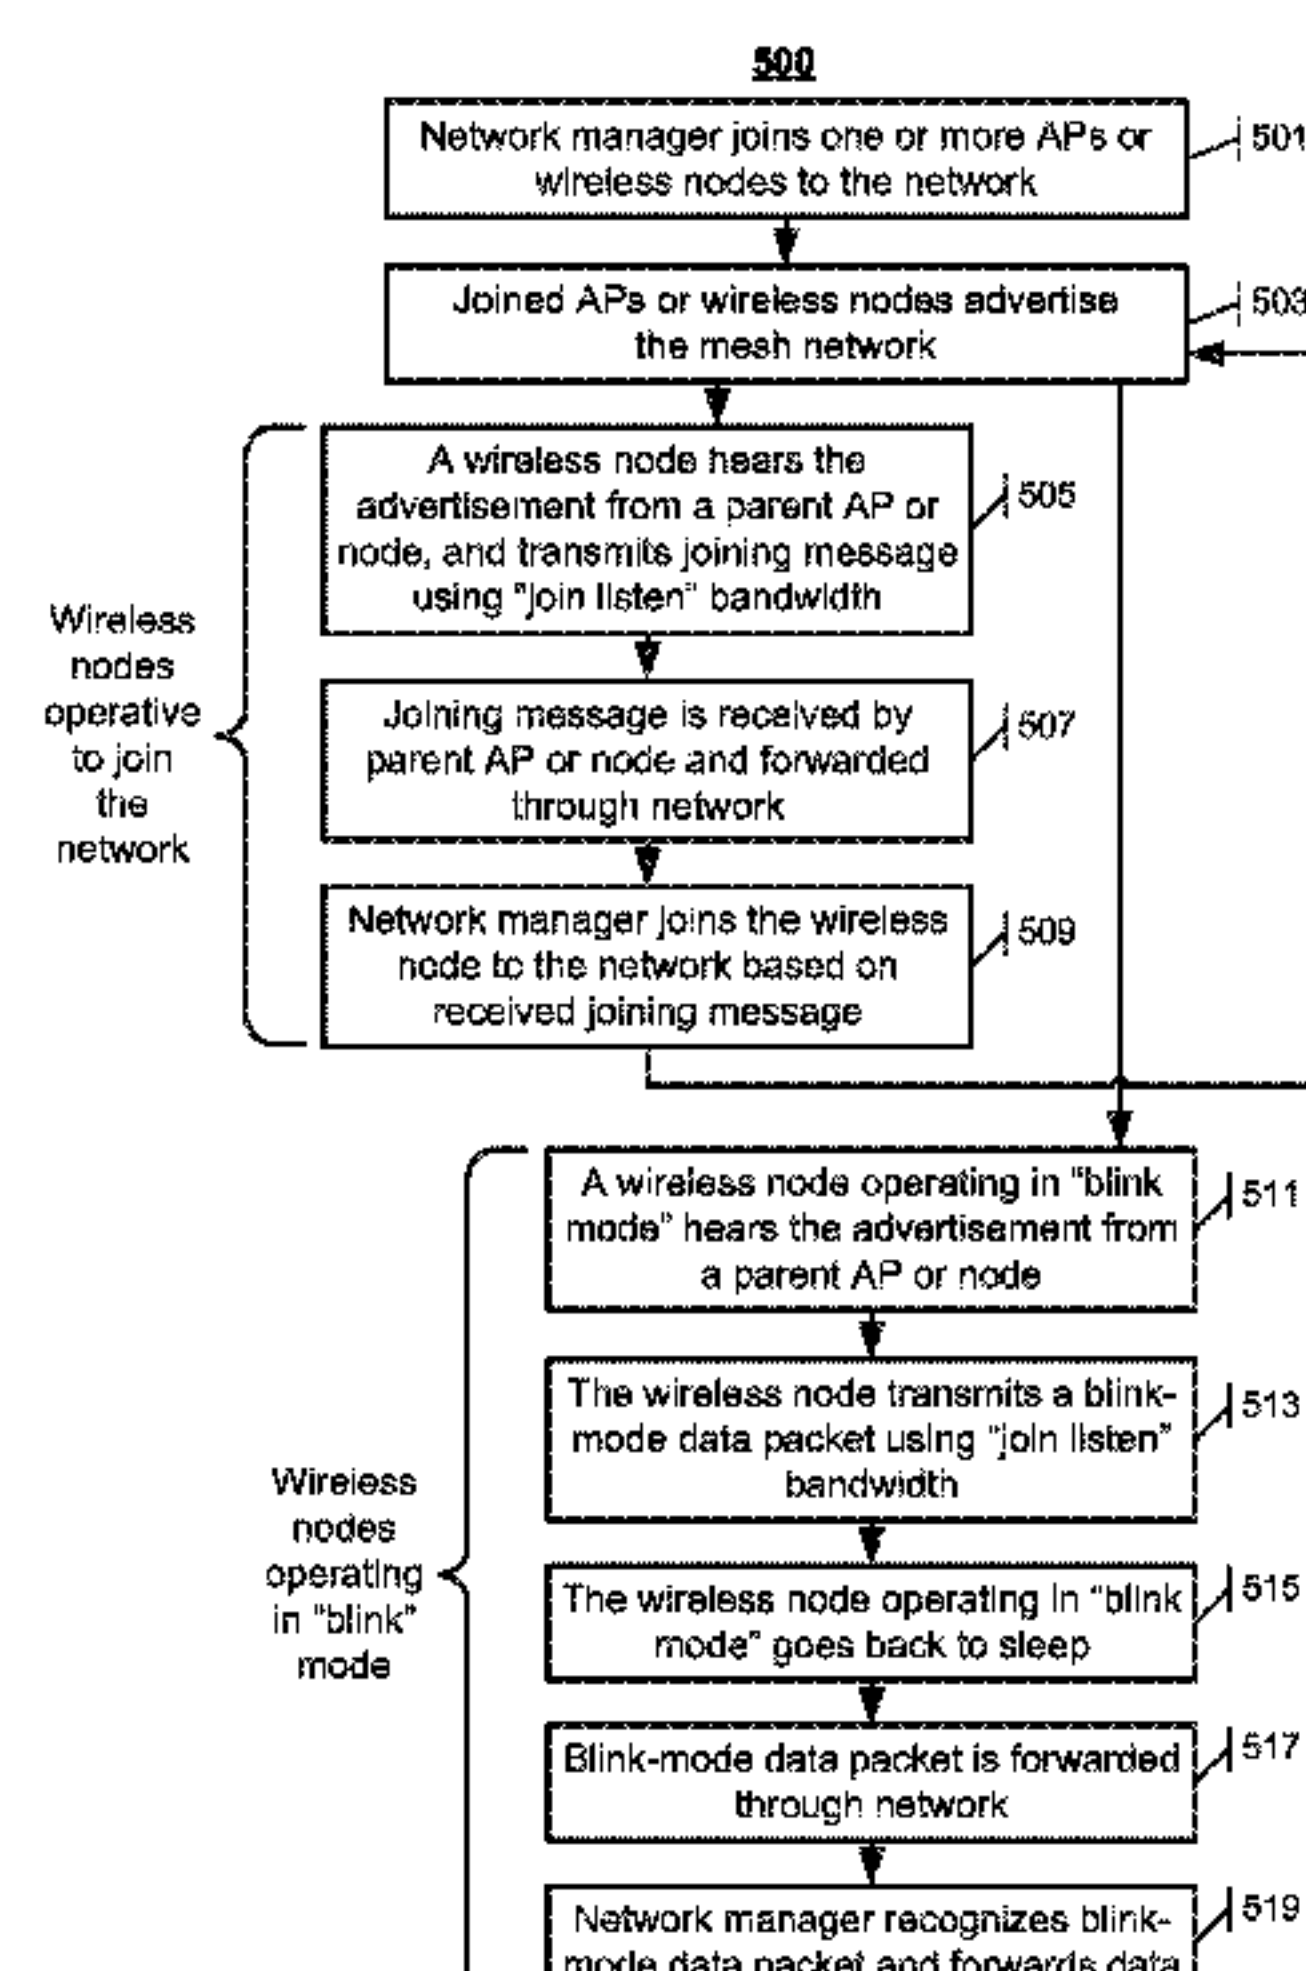 500
Network manager joins one or more APs or
wireless nodes to the network
501
Joined APs or wireless nodes advertise
the mesh network
503
A wireless node hears the
advertisement from a parent AP or
node, and transmits joining message
using "join listen" bandwidth
505
Wireless
nodes
operative
to join
the
network
Joining message is received by
parent AP or node and forwarded
through network
507
Network manager joins the wireless
node to the network based on
received joining message
509
A wireless node operating in "blink
mode" hears the advertisement from
a parent AP or node
511
The wireless node transmits a blink-
mode data packet using "join listen"
bandwidth
513
Wireless
nodes
operating
in "blink"
mode
The wireless node operating in "blink
mode" goes back to sleep
515
Blink-mode data packet is forwarded
through network
517
Network manager recognizes blink-
mode data packet and forwards data
519